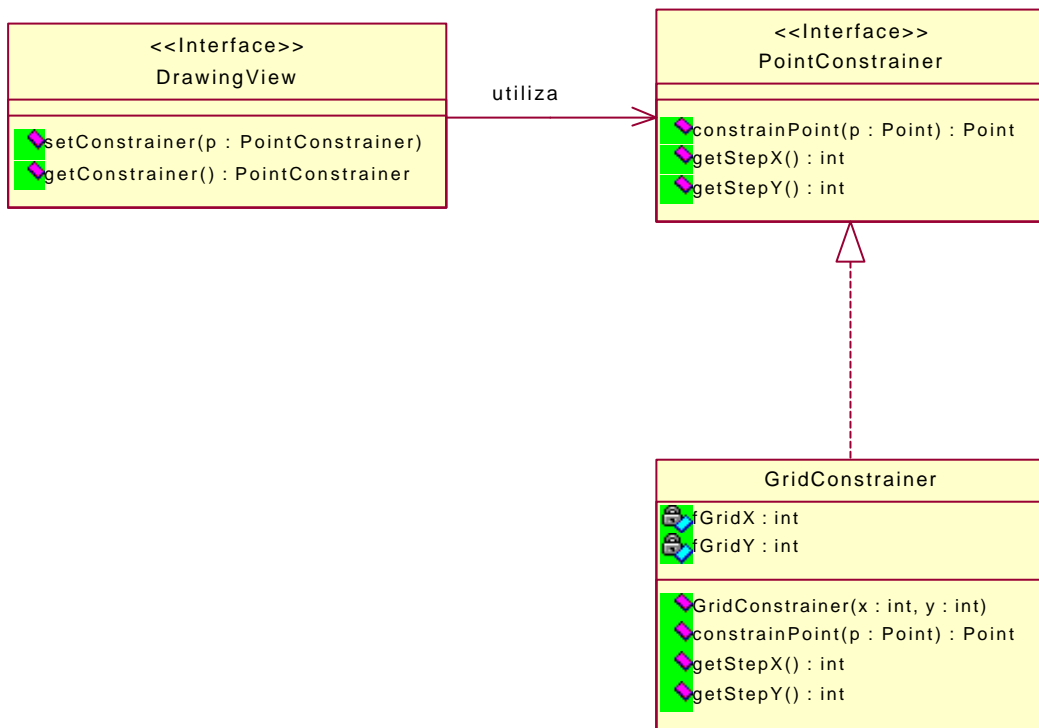 <<Interface>>
DrawingView
setConstrainer(p : PointConstrainer)
getConstrainer() : PointConstrainer
utiliza
<<Interface>>
PointConstrainer
constrainPoint(p : Point) : Point
getStepX() : int
getStepY() : int
GridConstrainer
fGridX : int
fGridY : int
GridConstrainer(x : int, y : int)
constrainPoint(p : Point) : Point
getStepX() : int
getStepY() : int